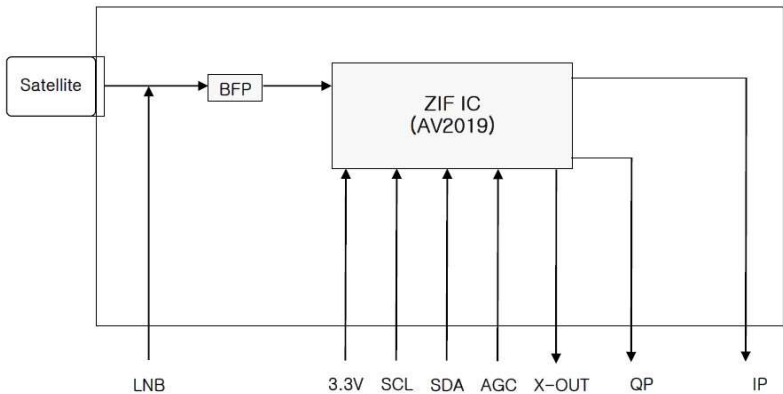 Satellite
BFP
ZIF IC
(AV2019)
LNB
3.3V
SCL
SDA
AGC
X-OUT
QP
IP